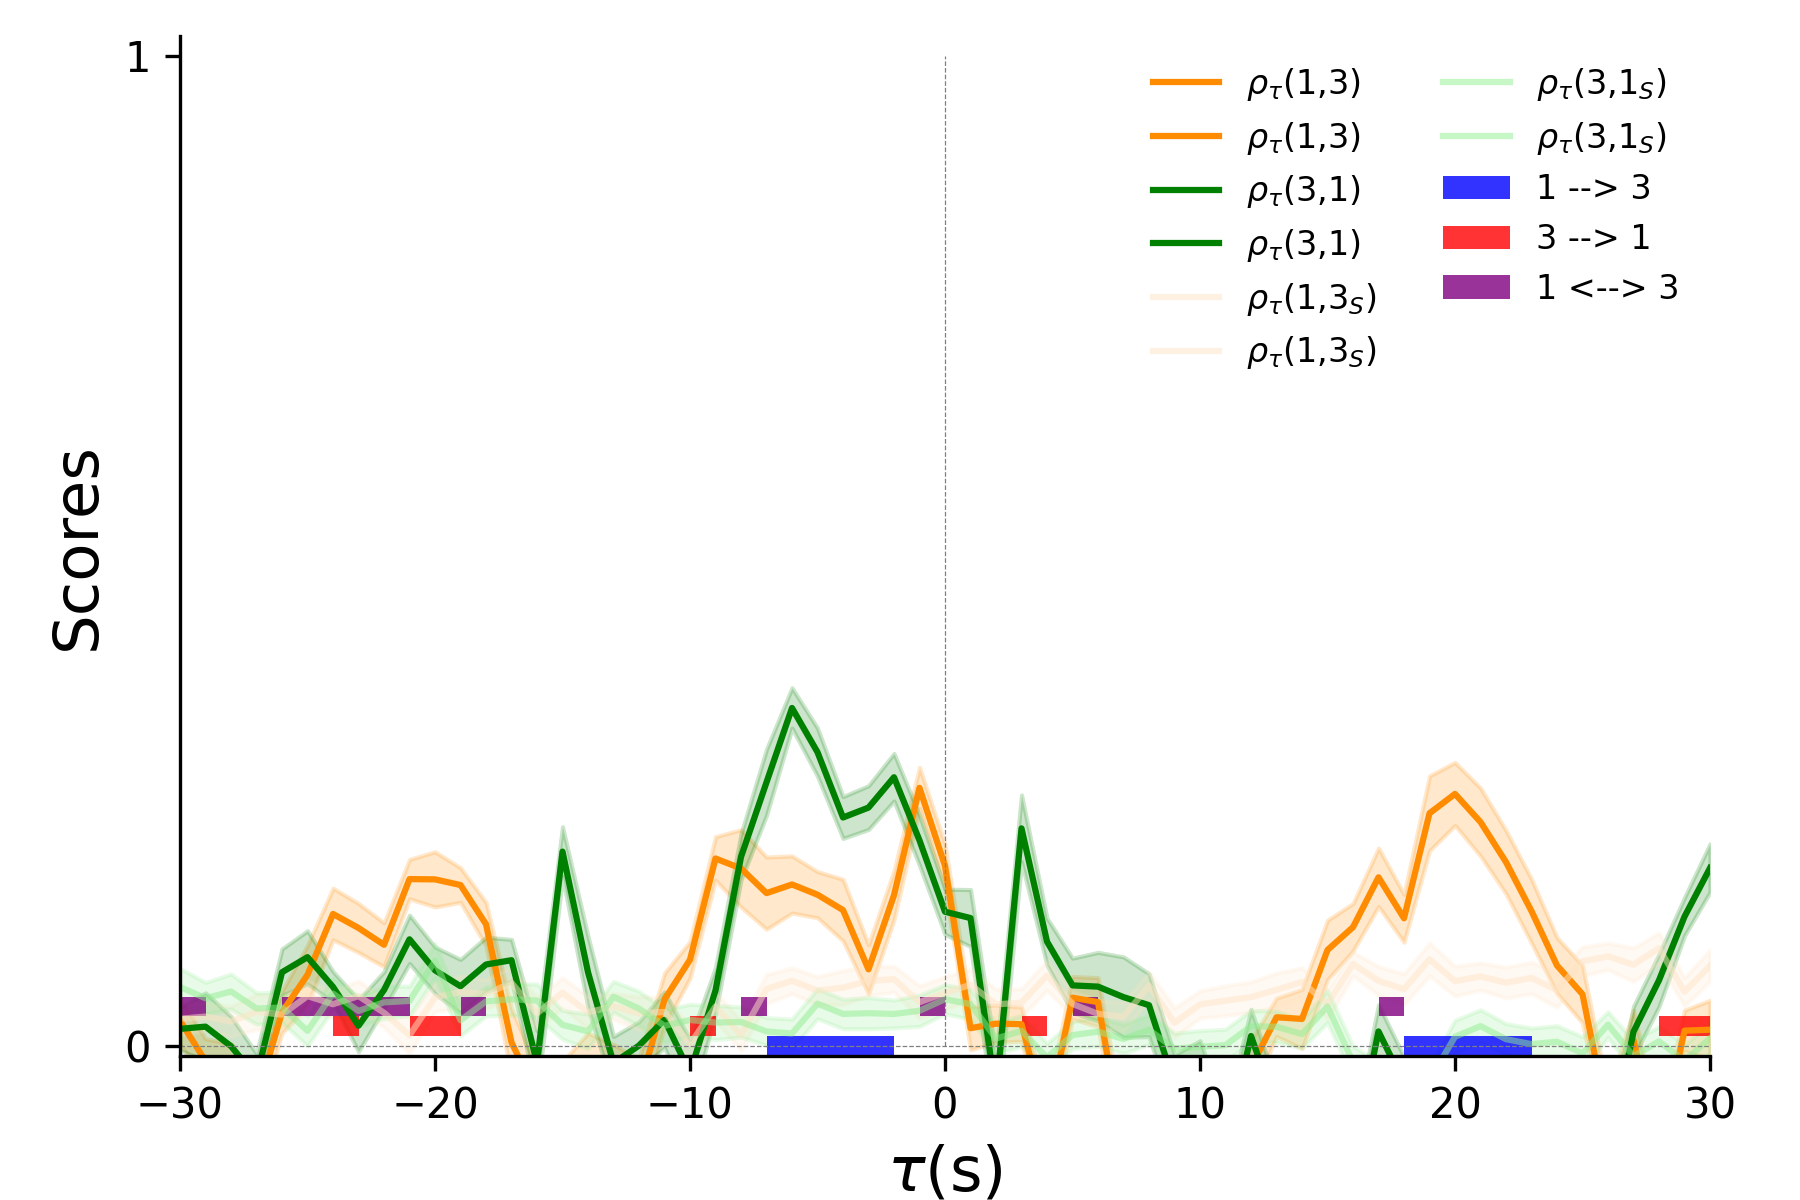 1
ρτ(1,3)
ρτ(1,3)
ρτ(3,1)
ρτ(3,1)
ρτ(1,3S)
ρτ(1,3S)
ρτ(3,1S)
ρτ(3,1S)
1 --> 3
3 --> 1
1 <--> 3
Scores
0
−30 −20 −10 0 10 20 30
τ(s)